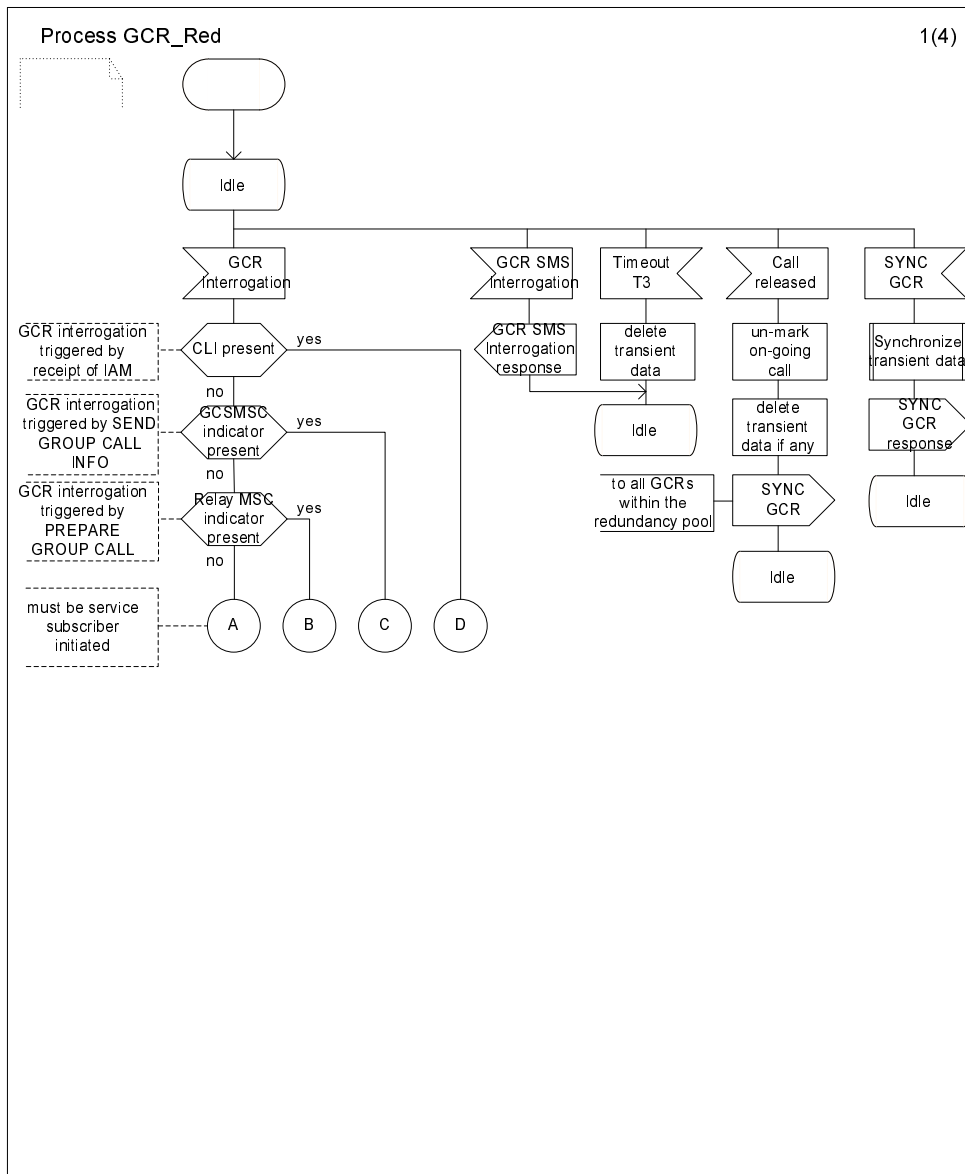 Process GCR_Red
1(4)
Idle
GCR
Interrogation
GCR SMS
Interrogation
Timeout
T3
Call
released
SYNC
GCR
GCR interrogation
triggered by
receipt of IAM
CLI present
yes
no
GCR SMS
Interrogation
response
delete
transient
data
un-mark
on-going
call
Synchronize
transient data
GCR interrogation
triggered by SEND
GROUP CALL
INFO
GCSMSC
indicator
present
yes
no
Idle
delete
transient
data if any
SYNC
GCR
response
GCR interrogation
triggered by
PREPARE
GROUP CALL
Relay MSC
indicator
present
yes
no
to all GCRs
within the
redundancy pool
SYNC
GCR
Idle
Idle
must be service
subscriber
initiated
A
B
C
D